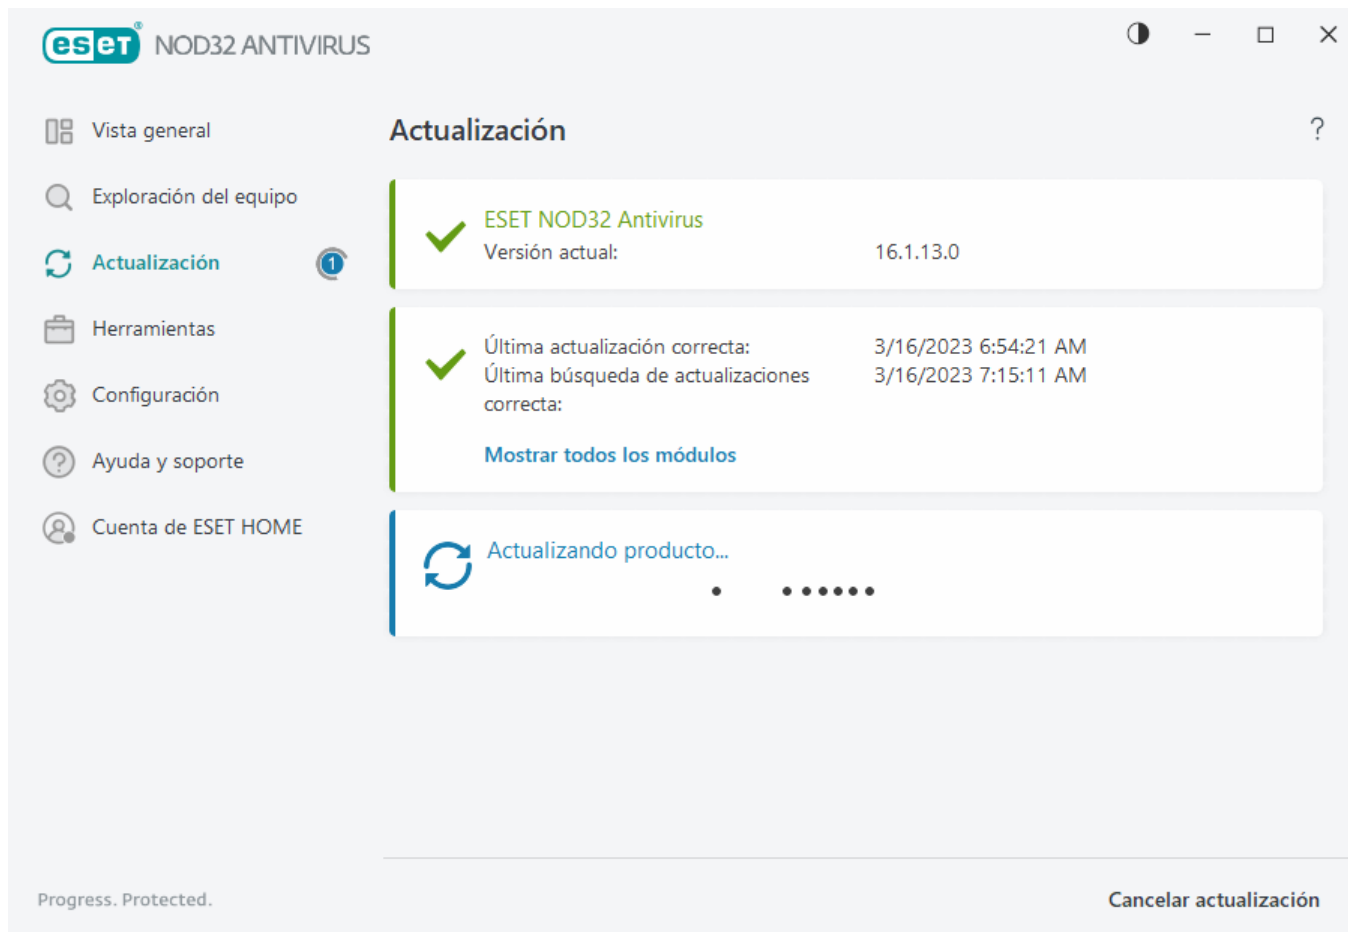 eset® NOD32 ANTIVIRUS
Vista general
Exploración del equipo
Actualización 1
Herramientas
Configuración
Ayuda y soporte
Cuenta de ESET HOME
Actualización ?
ESET NOD32 Antivirus
Versión actual: 16.1.13.0
Última actualización correcta: 3/16/2023 6:54:21 AM
Última búsqueda de actualizaciones 3/16/2023 7:15:11 AM
correcta:
Mostrar todos los módulos
Actualizando producto...
Progress. Protected.
Cancelar actualización